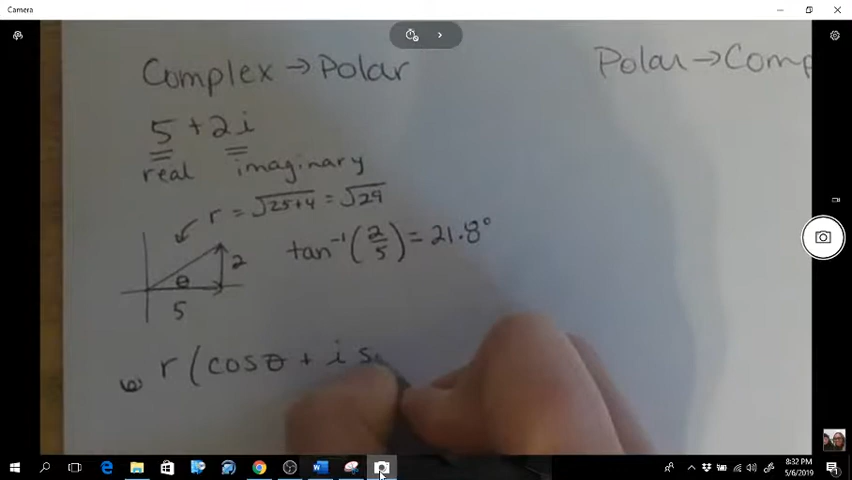 Camera
Complex → Polar
Polar → Comp
5 + 2i
real imaginary
r = √25+4 = √29
tan⁻¹(2/5) = 21.8°
2
θ
5
r (cosθ + i s
8:32 PM
5/6/2019